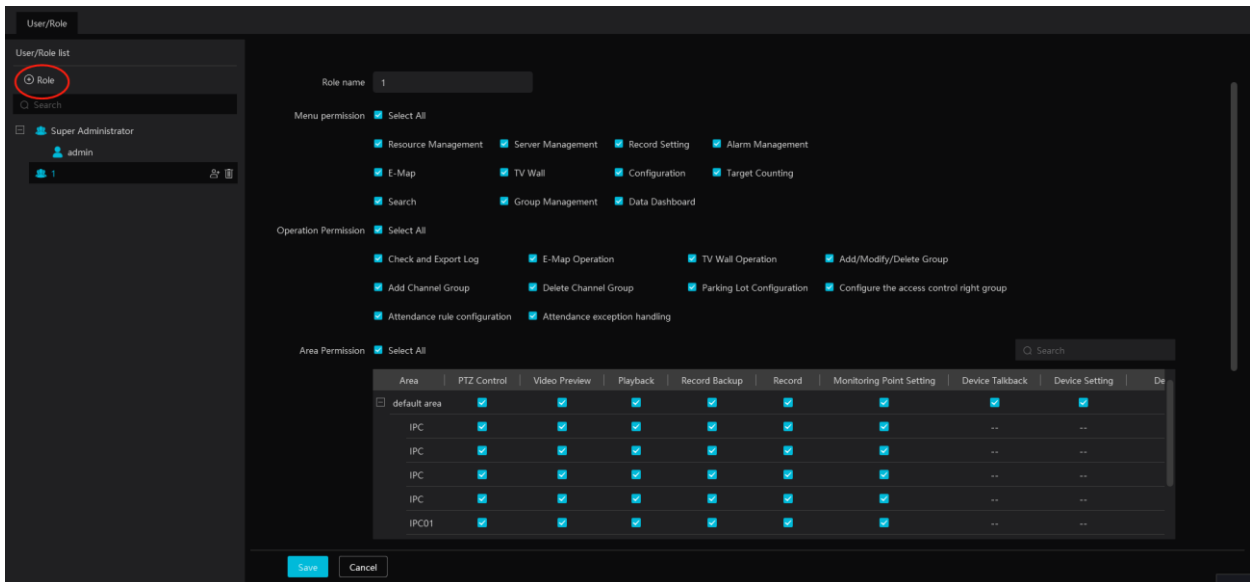 User/Role
User/Role list
Role
Search
Super Administrator
admin
1
Role name 1
Menu permission Select All
Resource Management Server Management Record Setting Alarm Management
E-Map TV Wall Configuration Target Counting
Search Group Management Data Dashboard
Operation Permission Select All
Check and Export Log E-Map Operation TV Wall Operation Add/Modify/Delete Group
Add Channel Group Delete Channel Group Parking Lot Configuration Configure the access control right group
Attendance rule configuration Attendance exception handling
Area Permission Select All Search
Area PTZ Control Video Preview Playback Record Backup Record Monitoring Point Setting Device Talkback Device Setting De
default area
IPC -- --
IPC -- --
IPC -- --
IPC -- --
IPC01 -- --
Save Cancel